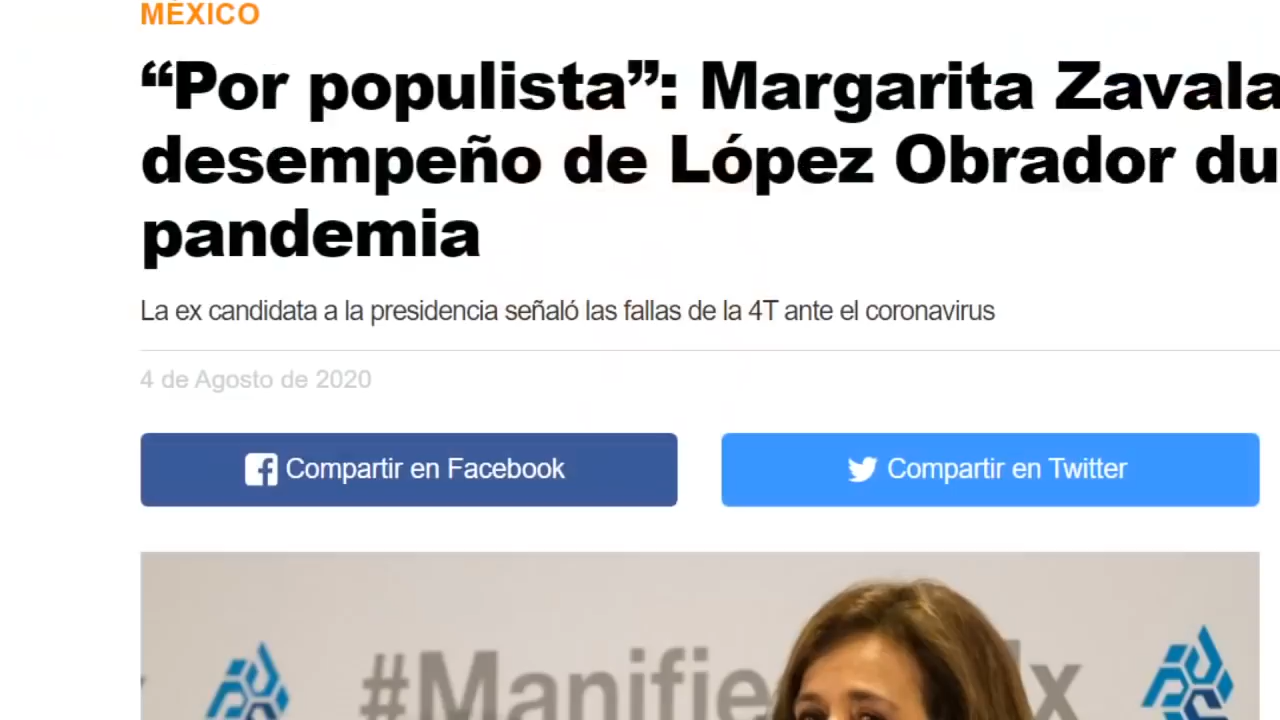 MÉXICO
“Por populista”: Margarita Zavala
desempeño de López Obrador du
pandemia
La ex candidata a la presidencia señaló las fallas de la 4T ante el coronavirus
4 de Agosto de 2020
Compartir en Facebook
Compartir en Twitter
#Manifie x